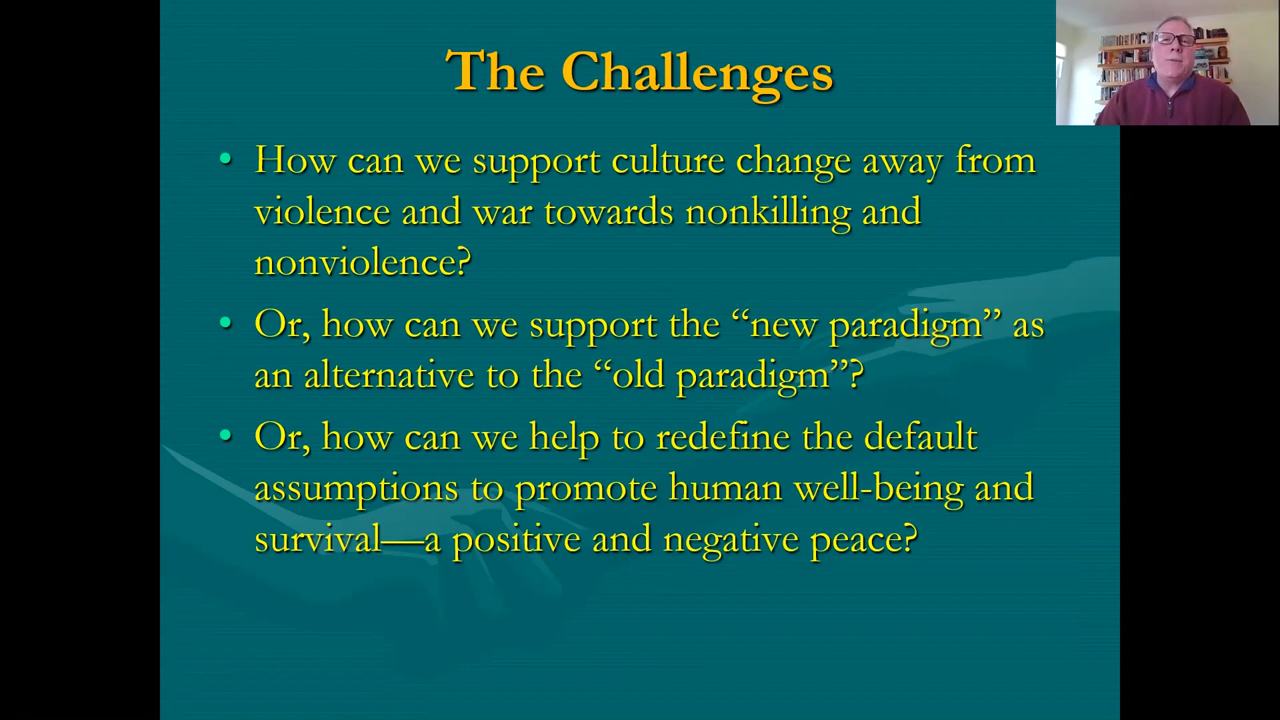 The Challenges
• How can we support culture change away from
violence and war towards nonkilling and
nonviolence?
• Or, how can we support the “new paradigm” as
an alternative to the “old paradigm”?
• Or, how can we help to redefine the default
assumptions to promote human well-being and
survival—a positive and negative peace?